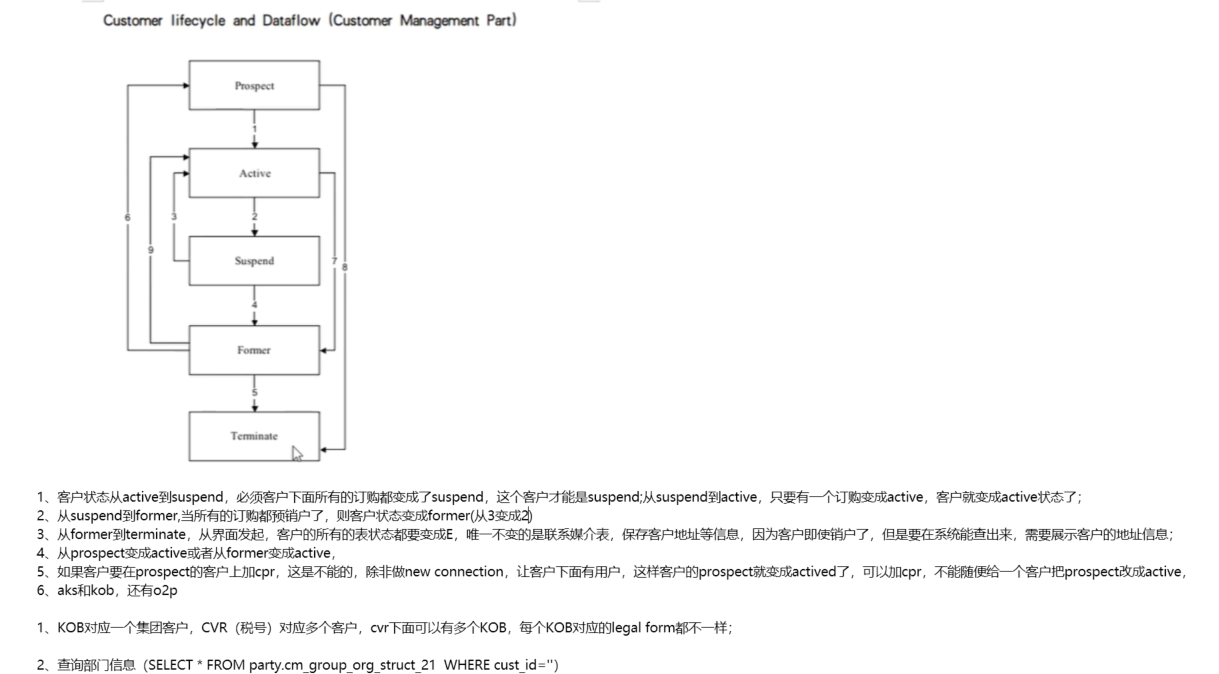 Customer lifecycle and Dataflow (Customer Management Part)
Prospect
1
Active
6
3
2
9
Suspend
7
8
4
Former
5
Terminate
1、客户状态从active到suspend，必须客户下面所有的订购都变成了suspend，这个客户才能是suspend;从suspend到active，只要有一个订购变成active，客户就变成active状态了；
2、从suspend到former,当所有的订购都预销户了，则客户状态变成former(从3变成2)
3、从former到terminate，从界面发起，客户的所有的表状态都要变成E，唯一不变的是联系媒介表，保存客户地址等信息，因为客户即使销户了，但是要在系统能查出来，需要展示客户的地址信息；
4、从prospect变成active或者从former变成active，
5、如果客户要在prospect的客户上加cpr，这是不能的，除非做new connection，让客户下面有用户，这样客户的prospect就变成actived了，可以加cpr，不能随便给一个客户把prospect改成active，
6、aks和kob，还有o2p
1、KOB对应一个集团客户，CVR（税号）对应多个客户，cvr下面可以有多个KOB，每个KOB对应的legal form都不一样；
2、查询部门信息（SELECT * FROM party.cm_group_org_struct_21 WHERE cust_id=''）